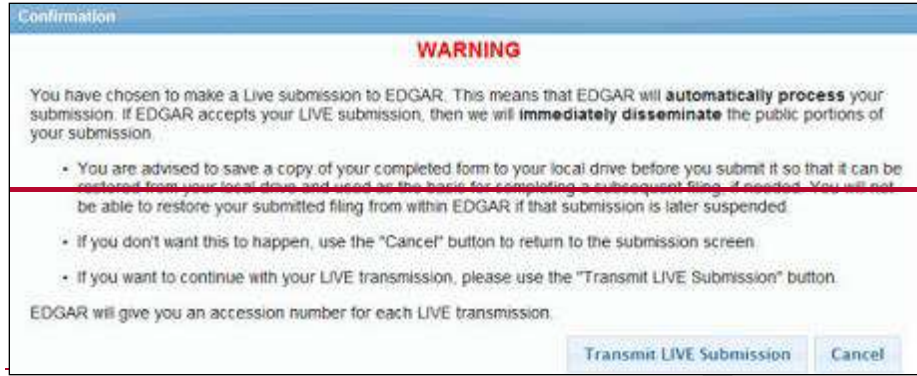 Confirmation
WARNING
You have chosen to make a Live submission to EDGAR. This means that EDGAR will automatically process your
submission. If EDGAR accepts your LIVE submission, then we will immediately disseminate the public portions of
your submission.
• You are advised to save a copy of your completed form to your local drive before you submit it so that it can be
restored from your local drive and used as the basis for completing a subsequent filing, if needed. You will not
be able to restore your submitted filing from within EDGAR if that submission is later suspended.
• If you don't want this to happen, use the "Cancel" button to return to the submission screen.
• If you want to continue with your LIVE transmission, please use the "Transmit LIVE Submission" button.
EDGAR will give you an accession number for each LIVE transmission.
Transmit LIVE Submission Cancel